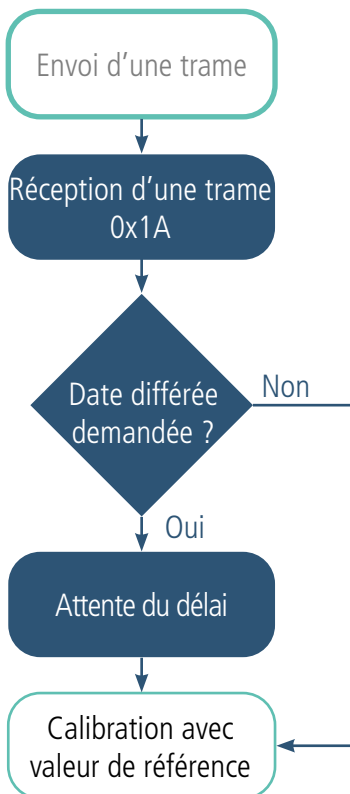 Envoi d’une trame
Réception d’une trame
0x1A
Date différée
demandée ?
Non
Oui
Attente du délai
Calibration avec
valeur de référence